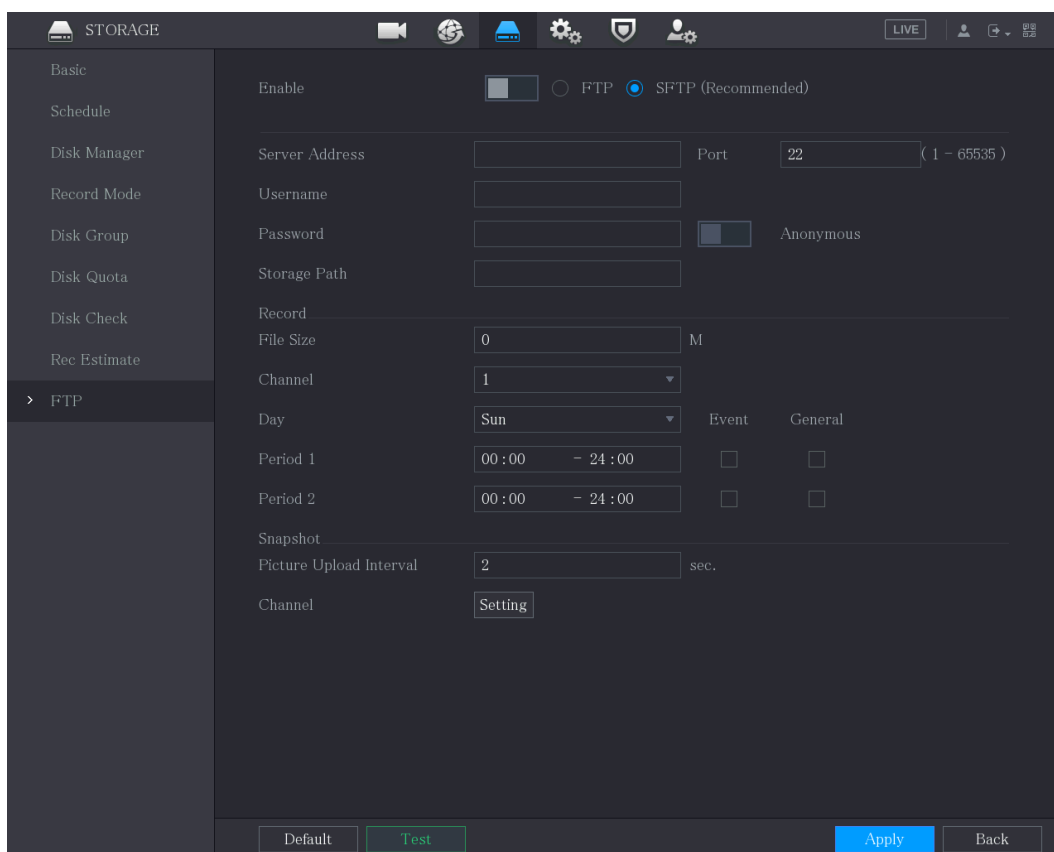 STORAGE LIVE
Basic
Schedule
Disk Manager
Record Mode
Disk Group
Disk Quota
Disk Check
Rec Estimate
FTP
Enable FTP SFTP (Recommended)
Server Address Port 22 ( 1 - 65535 )
Username
Password Anonymous
Storage Path
Record
File Size 0 M
Channel 1
Day Sun Event General
Period 1 00:00 - 24:00
Period 2 00:00 - 24:00
Snapshot
Picture Upload Interval 2 sec.
Channel Setting
Default Test Apply Back